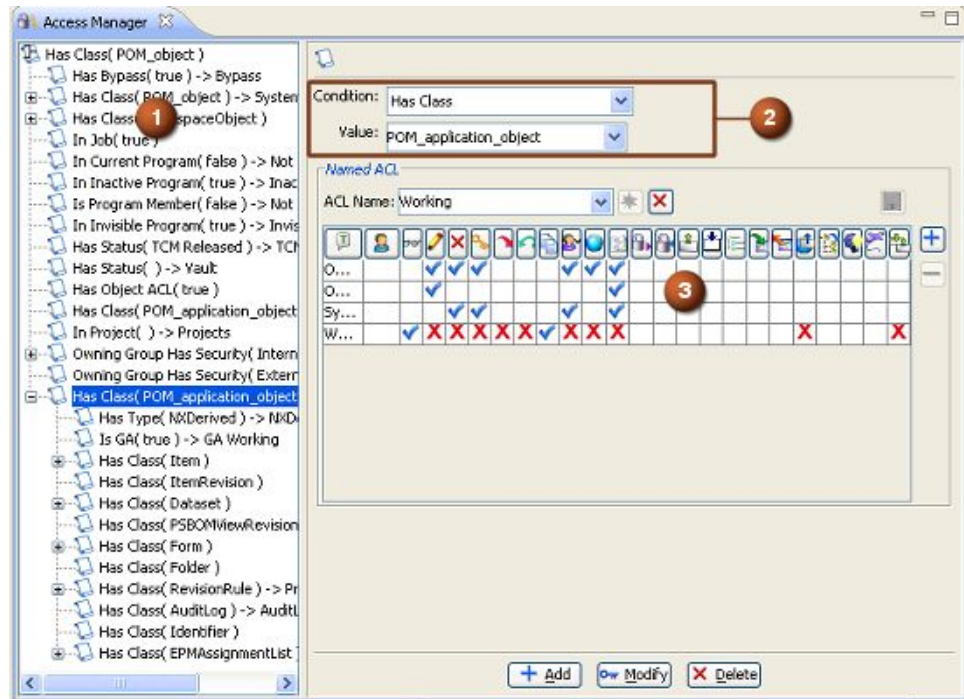 Access Manager
Has Class( POM_object )
Has Bypass( true ) -> Bypass
Has Class( POM_object ) -> System
Has Class( spaceObject )
In Job( true )
In Current Program( false ) -> Not
In Inactive Program( true ) -> Inac
Is Program Member( false ) -> Not
In Invisible Program( true ) -> Invis
Has Status( TCM Released ) -> TCM
Has Status( ) -> Vault
Has Object ACL( true )
Has Class( POM_application_object
In Project( ) -> Projects
Owning Group Has Security( Intern
Owning Group Has Security( Extern
Has Class( POM_application_object
Has Type( NXDerived ) -> NXD
Is GA( true ) -> GA Working
Has Class( Item )
Has Class( ItemRevision )
Has Class( Dataset )
Has Class( PSBOMViewRevision
Has Class( Form )
Has Class( Folder )
Has Class( RevisionRule ) -> Pr
Has Class( AuditLog ) -> AuditL
Has Class( Identifier )
Has Class( EPMAssignmentList )
1
Condition: Has Class
Value: POM_application_object
2
Named ACL
ACL Name: Working
O...
O...
Sy...
W...
3
Add Modify Delete